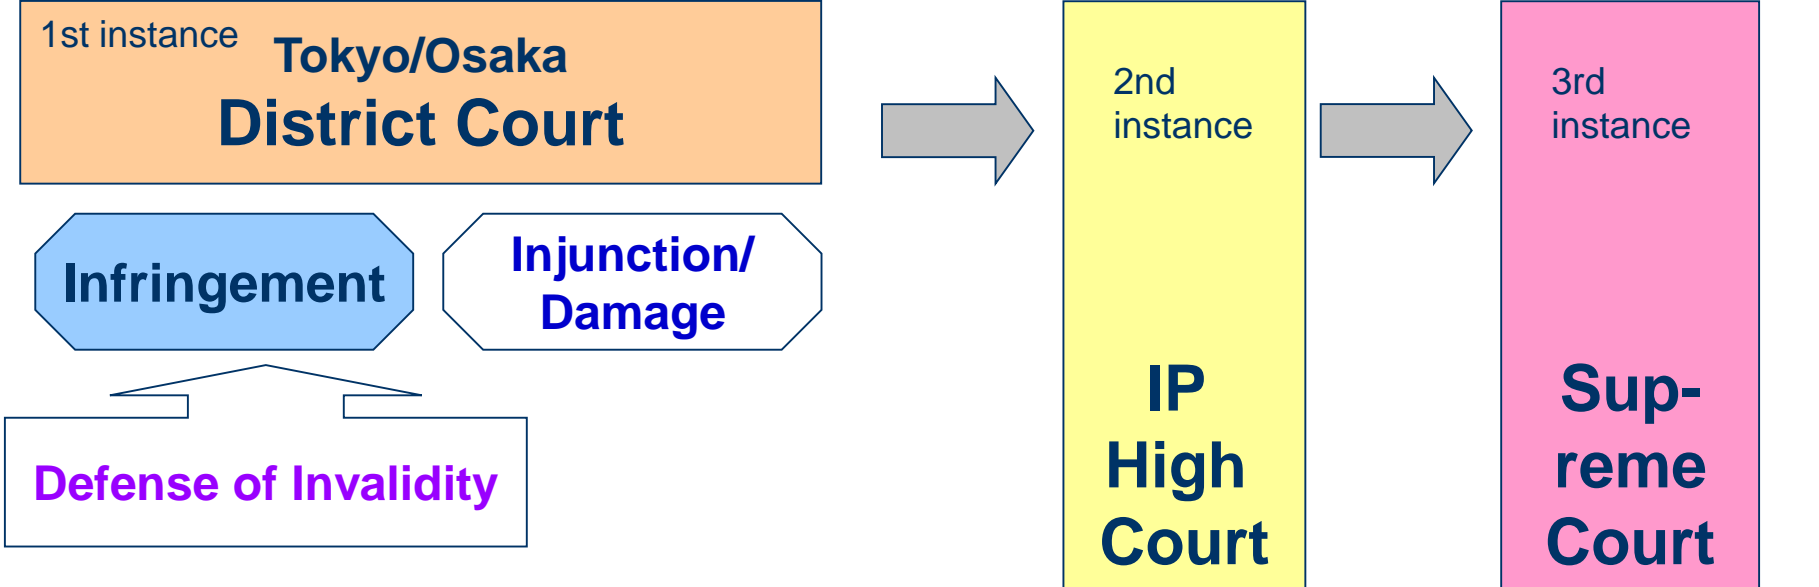 1st instance
Tokyo/Osaka
District Court
Infringement
Injunction/
Damage
Defense of Invalidity
2nd
instance
IP
High
Court
3rd
instance
Sup-
reme
Court